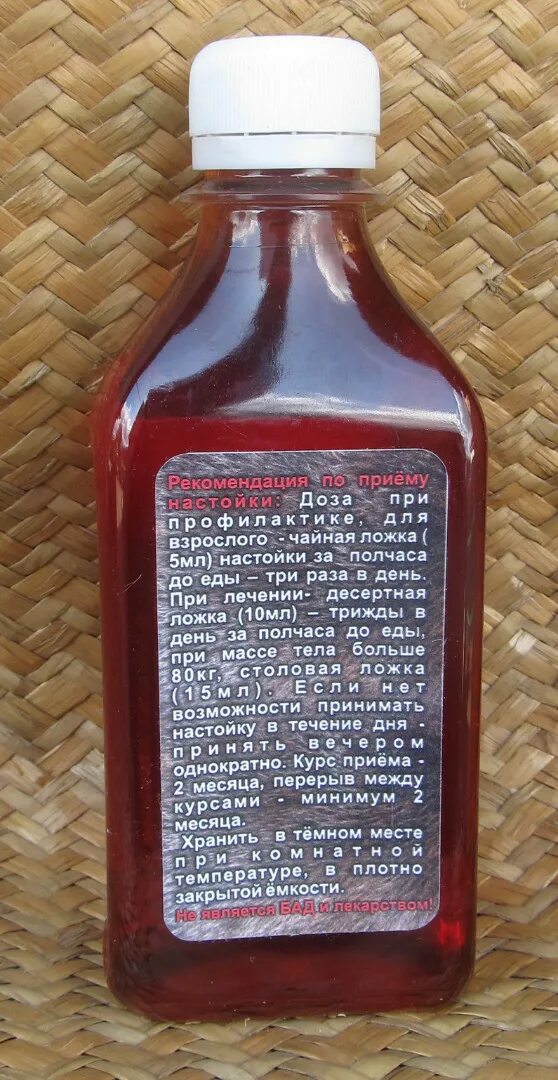 Рекомендация по приёму
настойки: Доза при
профилактике, для
взрослого -чайная ложка (
5мл) настойки за полчаса
до еды – три раза в день.
При лечении- десертная
ложка (10мл) – трижды в
день за полчаса до еды,
при массе тела больше
80кг, столовая ложка
(15мл). Если нет
возможности принимать
настойку в течение дня -
принять вечером
однократно. Курс приёма -
2 месяца, перерыв между
курсами - минимум 2
месяца.
Хранить в тёмном месте
при комнатной
температуре, в плотно
закрытой ёмкости.
Не является БАД и лекарством!